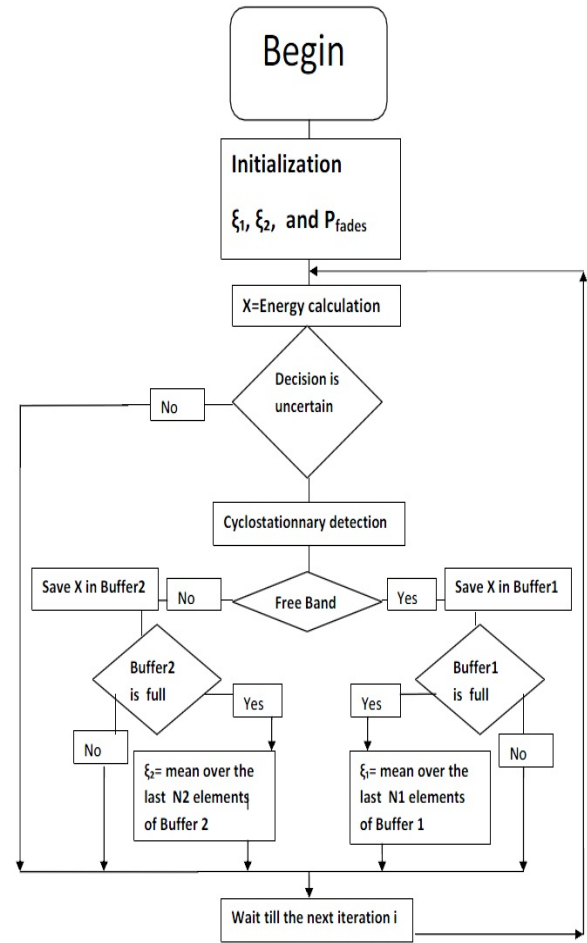 Begin
Initialization
ξ₁, ξ₂, and Pfades
X=Energy calculation
Decision is
uncertain
No
Cyclostationnary detection
Save X in Buffer2
No
Free Band
Yes
Save X in Buffer1
Buffer2
is full
Yes
No
Buffer1
is full
Yes
No
ξ₂= mean over the
last N2 elements
of Buffer 2
ξ₁= mean over the
last N1 elements
of Buffer 1
Wait till the next iteration i